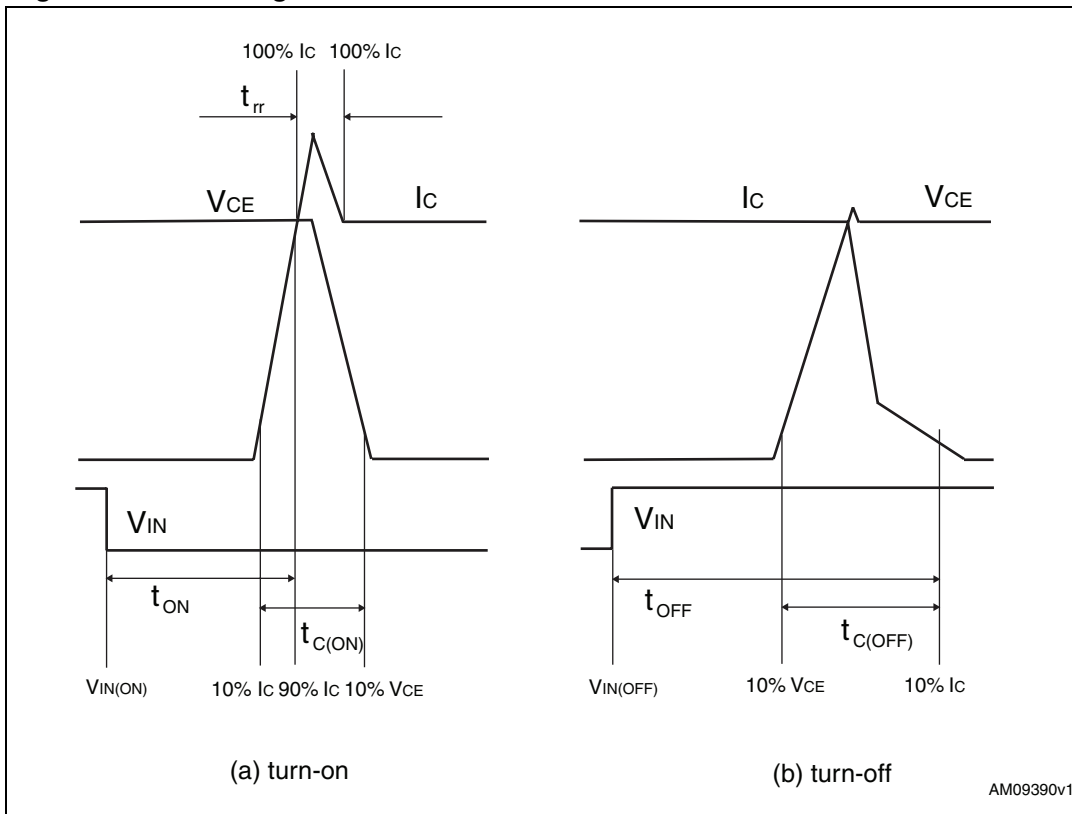 100% IC 100% IC
trr
VCE
IC
IC
VCE
VIN
VIN
tON
tOFF
tC(ON)
tC(OFF)
VIN(ON)
10% IC 90% IC 10% VCE
VIN(OFF)
10% VCE
10% IC
(a) turn-on
(b) turn-off
AM09390v1